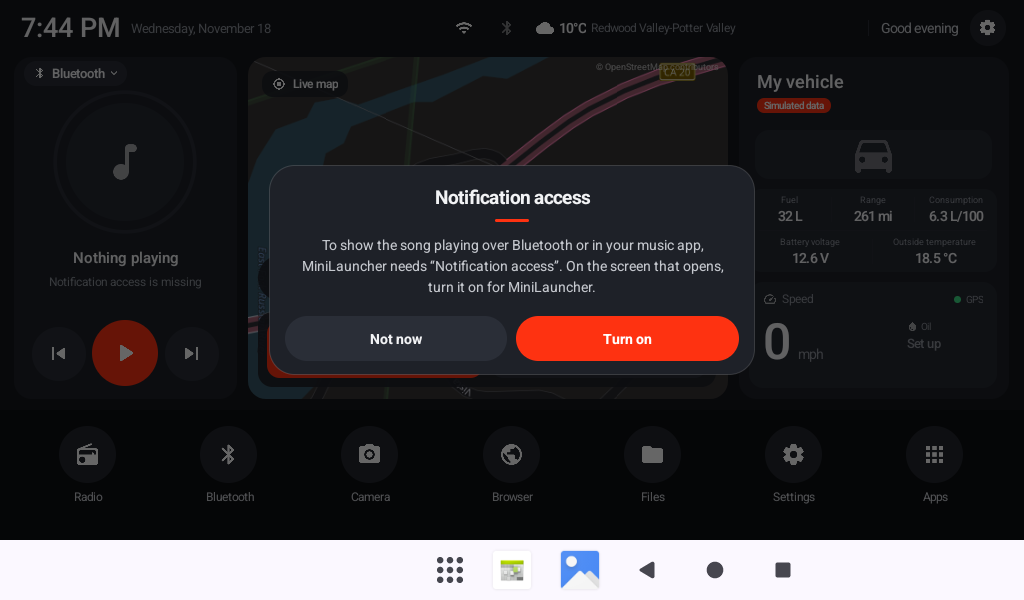 7:44 PM
Wednesday, November 18
10°C
Redwood Valley-Potter Valley
Good evening
Bluetooth
Nothing playing
Notification access is missing
Live map
© OpenStreetMap contributors
CA 20
My vehicle
Simulated data
Fuel
Range
Consumption
32 L
261 mi
6.3 L/100
Battery voltage
Outside temperature
12.6 V
18.5 °C
Speed
GPS
0 mph
Oil
Set up
Notification access
To show the song playing over Bluetooth or in your music app,
MiniLauncher needs “Notification access”. On the screen that opens,
turn it on for MiniLauncher.
Not now
Turn on
Radio
Bluetooth
Camera
Browser
Files
Settings
Apps